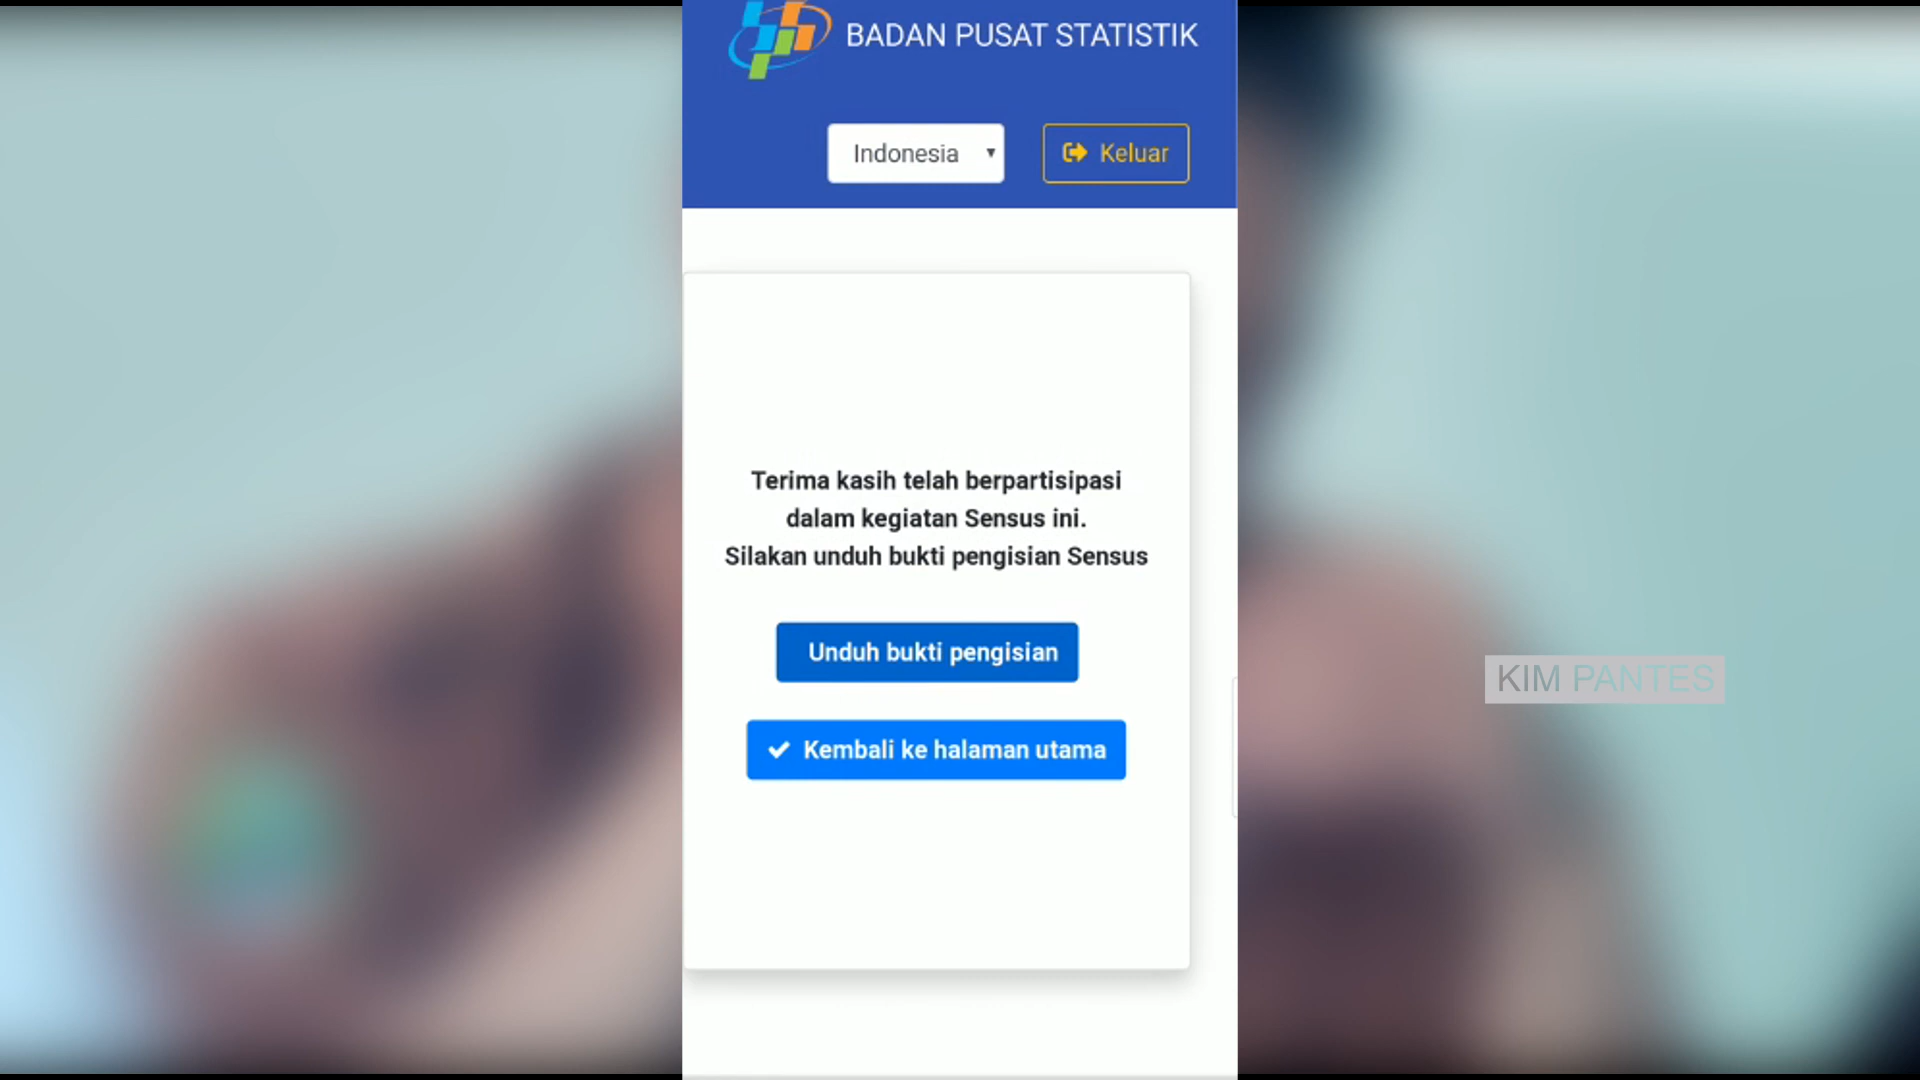 BADAN PUSAT STATISTIK
Indonesia
Keluar
Terima kasih telah berpartisipasi
dalam kegiatan Sensus ini.
Silakan unduh bukti pengisian Sensus
Unduh bukti pengisian
Kembali ke halaman utama
KIM PANTES